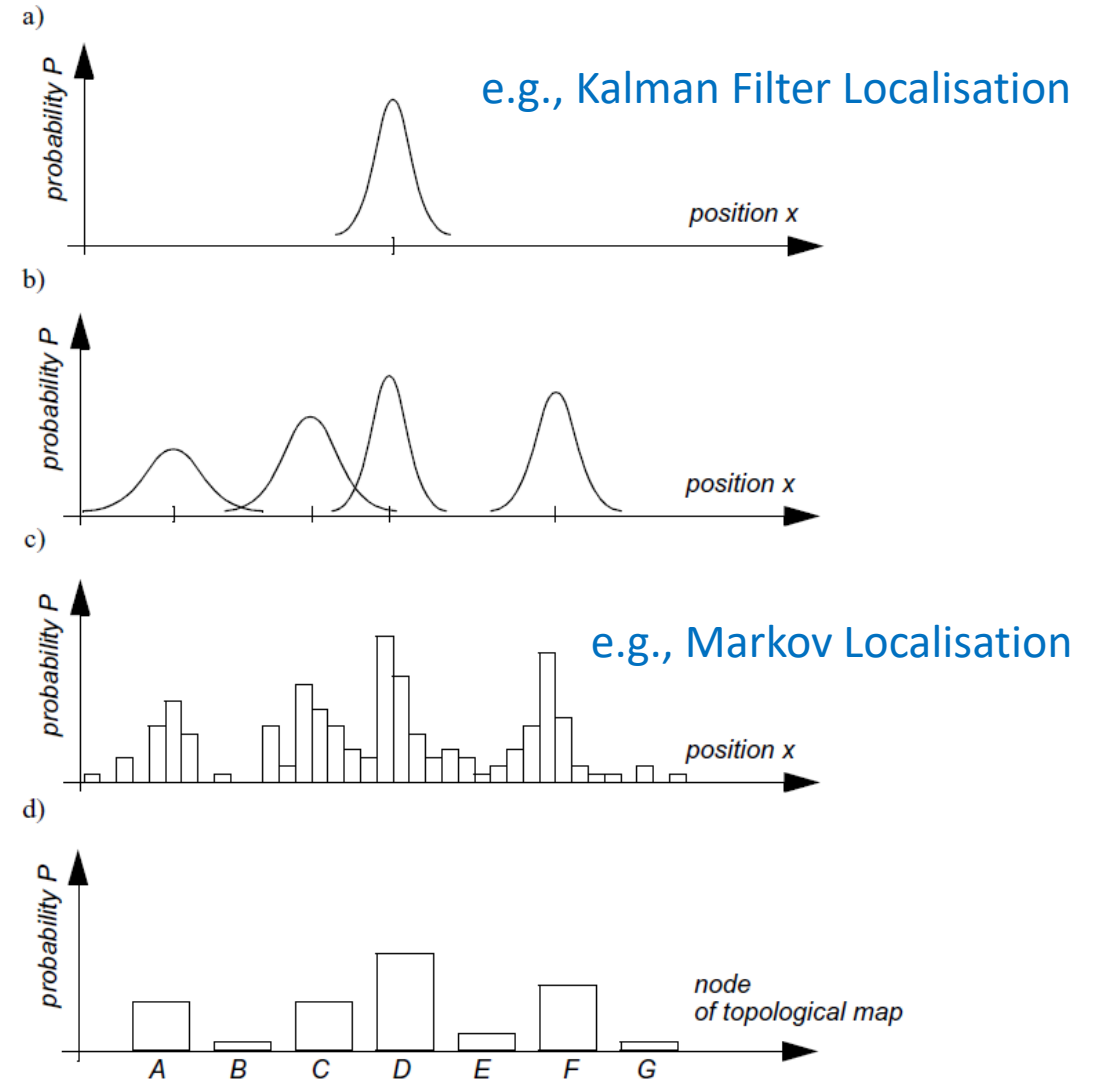 a)
probability P
e.g., Kalman Filter Localisation
position x
b)
probability P
position x
c)
probability P
e.g., Markov Localisation
position x
d)
probability P
node
of topological map
A B C D E F G